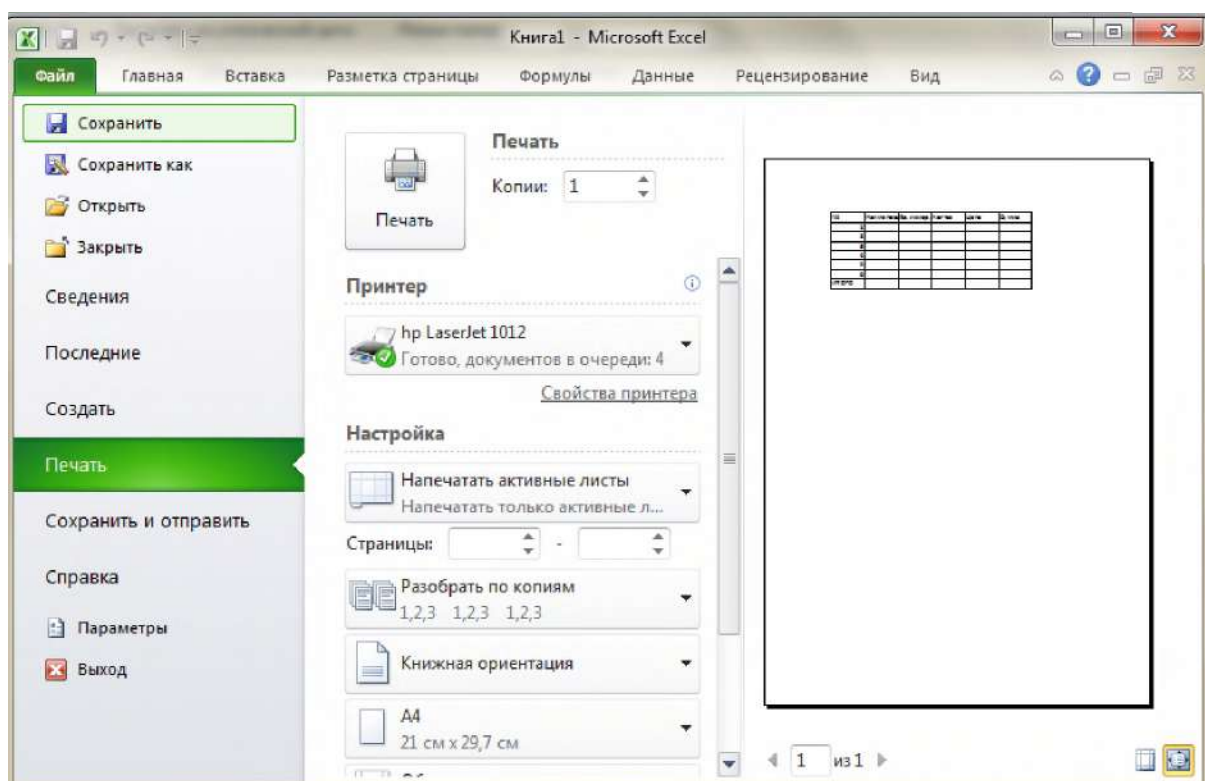 Книга1 - Microsoft Excel
Файл Главная Вставка Разметка страницы Формулы Данные Рецензирование Вид
Сохранить
Сохранить как
Открыть
Закрыть
Сведения
Последние
Создать
Печать
Сохранить и отправить
Справка
Параметры
Выход
Печать
Печать
Копии: 1
Принтер
hp LaserJet 1012
Готово, документов в очереди: 4
Свойства принтера
Настройка
Напечатать активные листы
Напечатать только активные л...
Страницы: -
Разобрать по копиям
1,2,3 1,2,3 1,2,3
Книжная ориентация
A4
21 см x 29,7 см
1 из 1